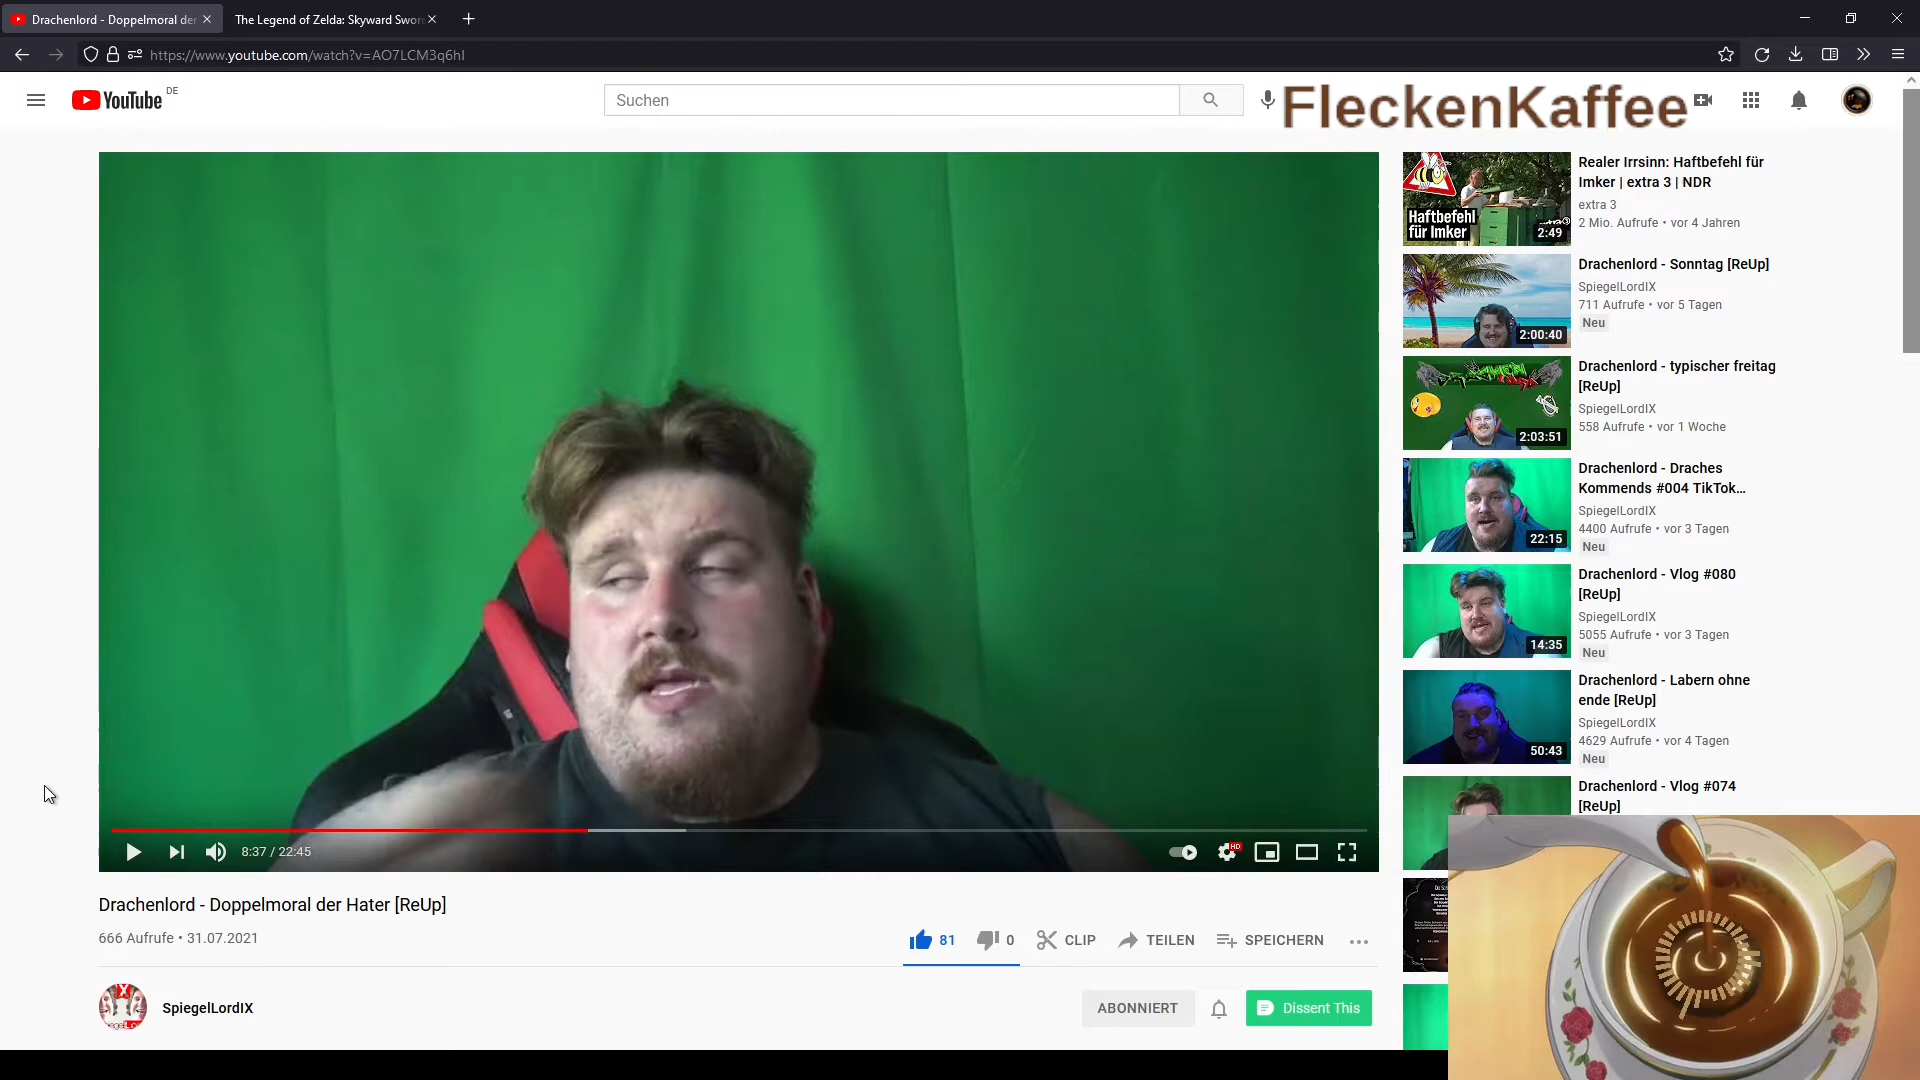 Drachenlord - Doppelmoral der
The Legend of Zelda: Skyward Swor
https://www.youtube.com/watch?v=AO7LCM3q6hI
YouTube DE
Suchen
FleckenKaffee
Haftbefehl
für Imker
2:49
Realer Irrsinn: Haftbefehl für
Imker | extra 3 | NDR
extra 3
2 Mio. Aufrufe • vor 4 Jahren
2:00:40
Drachenlord - Sonntag [ReUp]
SpiegelLordIX
711 Aufrufe • vor 5 Tagen
Neu
2:03:51
Drachenlord - typischer freitag
[ReUp]
SpiegelLordIX
558 Aufrufe • vor 1 Woche
22:15
Drachenlord - Draches
Kommends #004 TikTok...
SpiegelLordIX
4400 Aufrufe • vor 3 Tagen
Neu
14:35
Drachenlord - Vlog #080
[ReUp]
SpiegelLordIX
5055 Aufrufe • vor 3 Tagen
Neu
50:43
Drachenlord - Labern ohne
ende [ReUp]
SpiegelLordIX
4629 Aufrufe • vor 4 Tagen
Neu
Drachenlord - Vlog #074
[ReUp]
8:37 / 22:45
HD
Drachenlord - Doppelmoral der Hater [ReUp]
666 Aufrufe • 31.07.2021
81
0
CLIP
TEILEN
SPEICHERN
SpiegelLordIX
ABONNIERT
Dissent This